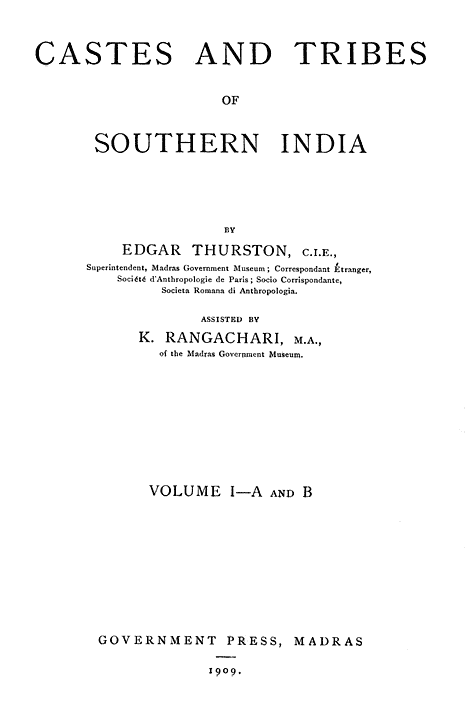 CASTES AND TRIBES
OF
SOUTHERN INDIA
BY
EDGAR THURSTON, C.I.E.,
Superintendent, Madras Government Museum; Correspondant Étranger,
Société d'Anthropologie de Paris; Socio Corrispondante,
Societa Romana di Anthropologia.
ASSISTED BY
K. RANGACHARI, M.A.,
of the Madras Government Museum.
VOLUME I—A AND B
GOVERNMENT PRESS, MADRAS
1909.